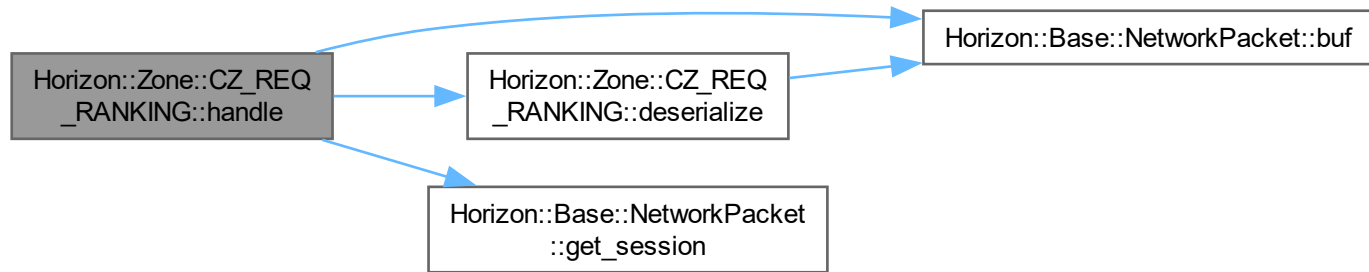 Horizon::Zone::CZ_REQ
_RANKING::handle
Horizon::Zone::CZ_REQ
_RANKING::deserialize
Horizon::Base::NetworkPacket::buf
Horizon::Base::NetworkPacket
::get_session